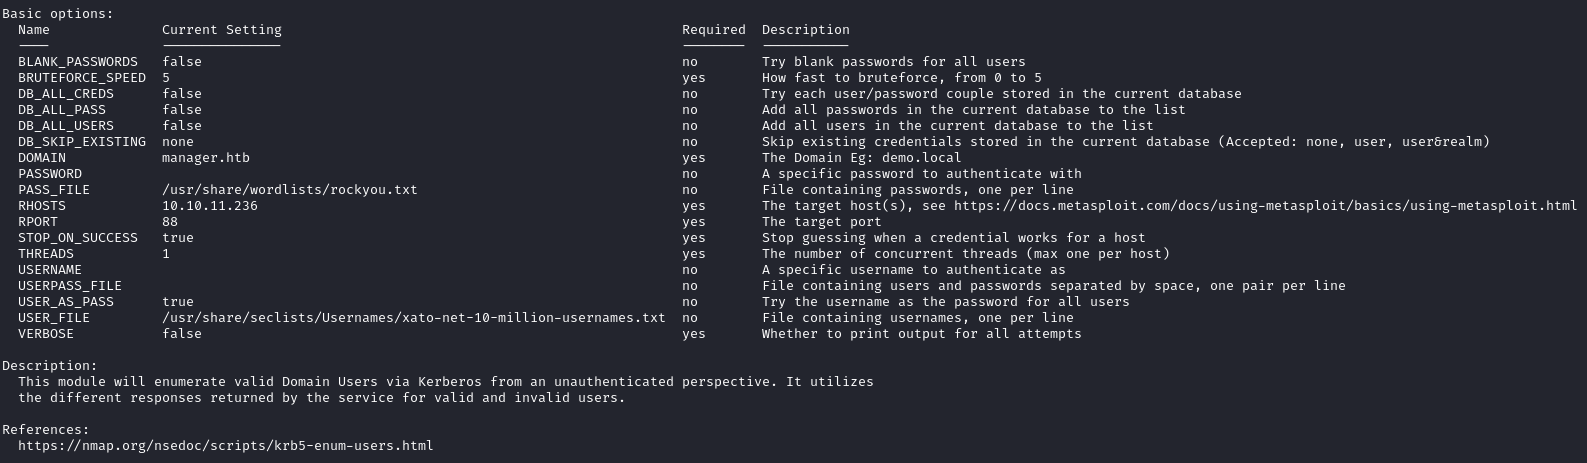 Basic options:
  Name              Current Setting                                                  Required  Description
  ----              ---------------                                                  --------  -----------
  BLANK_PASSWORDS   false                                                            no        Try blank passwords for all users
  BRUTEFORCE_SPEED  5                                                                yes       How fast to bruteforce, from 0 to 5
  DB_ALL_CREDS      false                                                            no        Try each user/password couple stored in the current database
  DB_ALL_PASS       false                                                            no        Add all passwords in the current database to the list
  DB_ALL_USERS      false                                                            no        Add all users in the current database to the list
  DB_SKIP_EXISTING  none                                                             no        Skip existing credentials stored in the current database (Accepted: none, user, user&realm)
  DOMAIN            manager.htb                                                      yes       The Domain Eg: demo.local
  PASSWORD                                                                           no        A specific password to authenticate with
  PASS_FILE         /usr/share/wordlists/rockyou.txt                                 no        File containing passwords, one per line
  RHOSTS            10.10.11.236                                                     yes       The target host(s), see https://docs.metasploit.com/docs/using-metasploit/basics/using-metasploit.html
  RPORT             88                                                               yes       The target port
  STOP_ON_SUCCESS   true                                                             yes       Stop guessing when a credential works for a host
  THREADS           1                                                                yes       The number of concurrent threads (max one per host)
  USERNAME                                                                           no        A specific username to authenticate as
  USERPASS_FILE                                                                      no        File containing users and passwords separated by space, one pair per line
  USER_AS_PASS      true                                                             no        Try the username as the password for all users
  USER_FILE         /usr/share/seclists/Usernames/xato-net-10-million-usernames.txt  no        File containing usernames, one per line
  VERBOSE           false                                                            yes       Whether to print output for all attempts

Description:
  This module will enumerate valid Domain Users via Kerberos from an unauthenticated perspective. It utilizes
  the different responses returned by the service for valid and invalid users.

References:
  https://nmap.org/nsedoc/scripts/krb5-enum-users.html